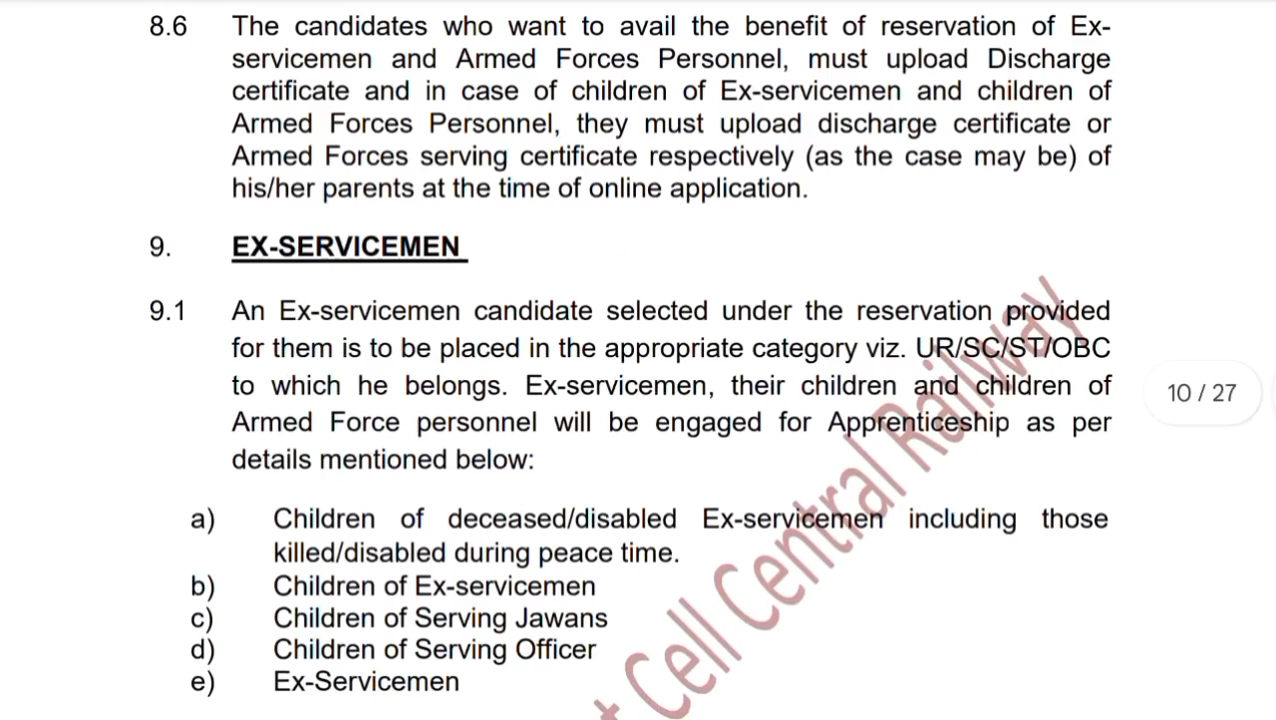 8.6 The candidates who want to avail the benefit of reservation of Ex-
servicemen and Armed Forces Personnel, must upload Discharge
certificate and in case of children of Ex-servicemen and children of
Armed Forces Personnel, they must upload discharge certificate or
Armed Forces serving certificate respectively (as the case may be) of
his/her parents at the time of online application.
9. EX-SERVICEMEN
9.1 An Ex-servicemen candidate selected under the reservation provided
for them is to be placed in the appropriate category viz. UR/SC/ST/OBC
to which he belongs. Ex-servicemen, their children and children of
Armed Force personnel will be engaged for Apprenticeship as per
details mentioned below:
a) Children of deceased/disabled Ex-servicemen including those
killed/disabled during peace time.
b) Children of Ex-servicemen
c) Children of Serving Jawans
d) Children of Serving Officer
e) Ex-Servicemen
10 / 27
Cell Central Railway